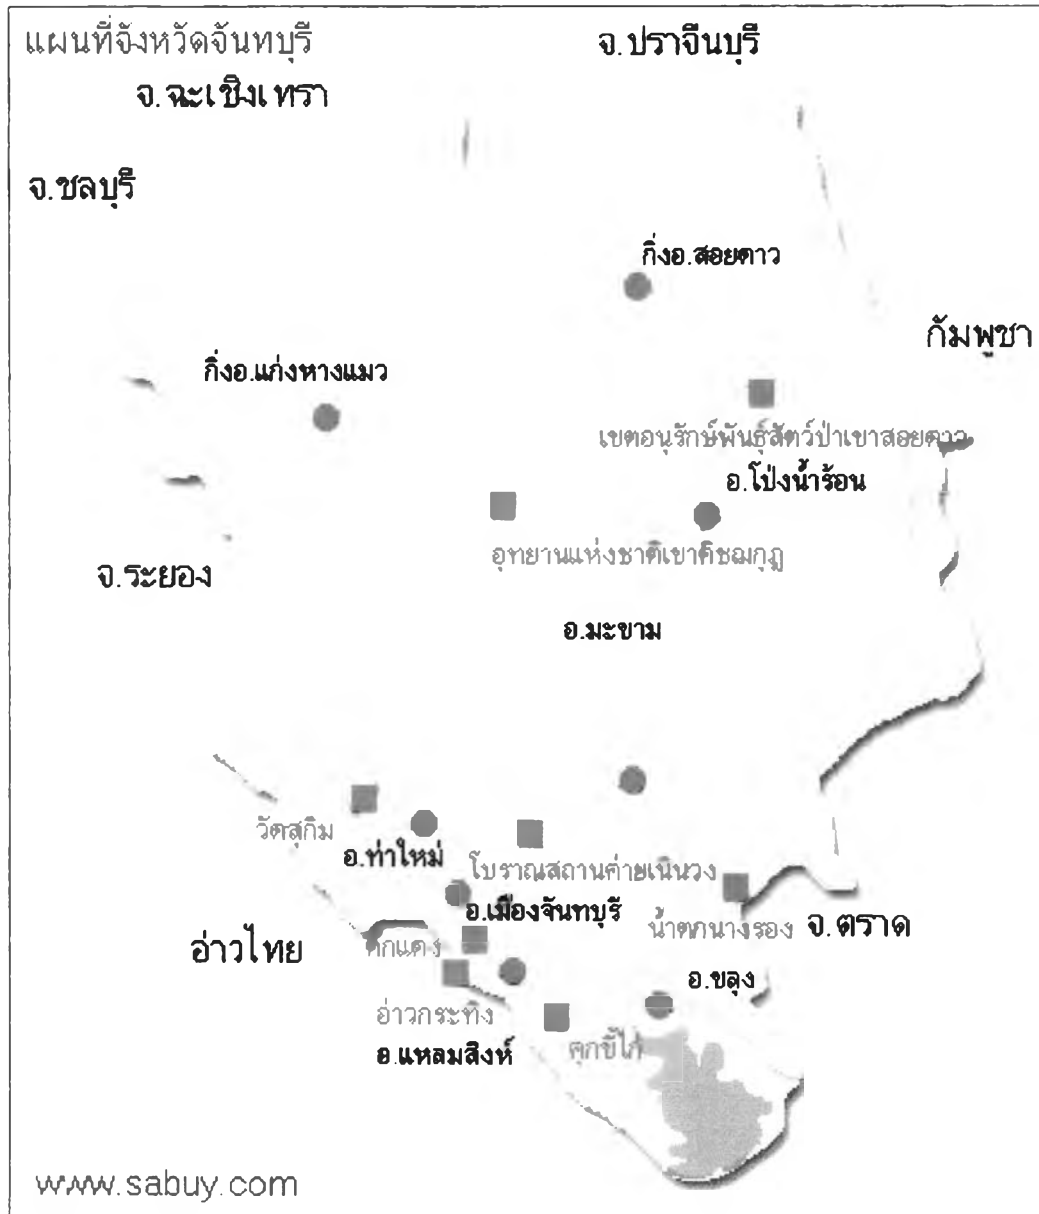 แผนที่จังหวัดจันทบุรี
จ.ปราจีนบุรี
จ.ฉะเชิงเทรา
จ.ชลบุรี
กิ่งอ.สอยดาว
กัมพูชา
กิ่งอ.แก่งหางแมว
เขตอนุรักษ์พันธุ์สัตว์ป่าเขาสอยดาว
อ.โป่งน้ำร้อน
อุทยานแห่งชาติเขาคิชฌกูฏ
จ.ระยอง
อ.มะขาม
วัดสุกิม
อ.ท่าใหม่
โบราณสถานค่ายเนินวง
อ.เมืองจันทบุรี
น้ำตกนางรอง
จ.ตราด
อ่าวไทย
ตึกแดง
อ.ขลุง
อ่าวกระทิง
คุกขี้ไก่
อ.แหลมสิงห์
www.sabuy.com